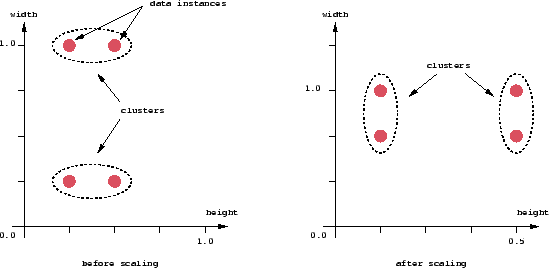 data instances
width
1.0
clusters
height
0.0
1.0
before scaling
width
clusters
1.0
height
0.0
0.5
after scaling